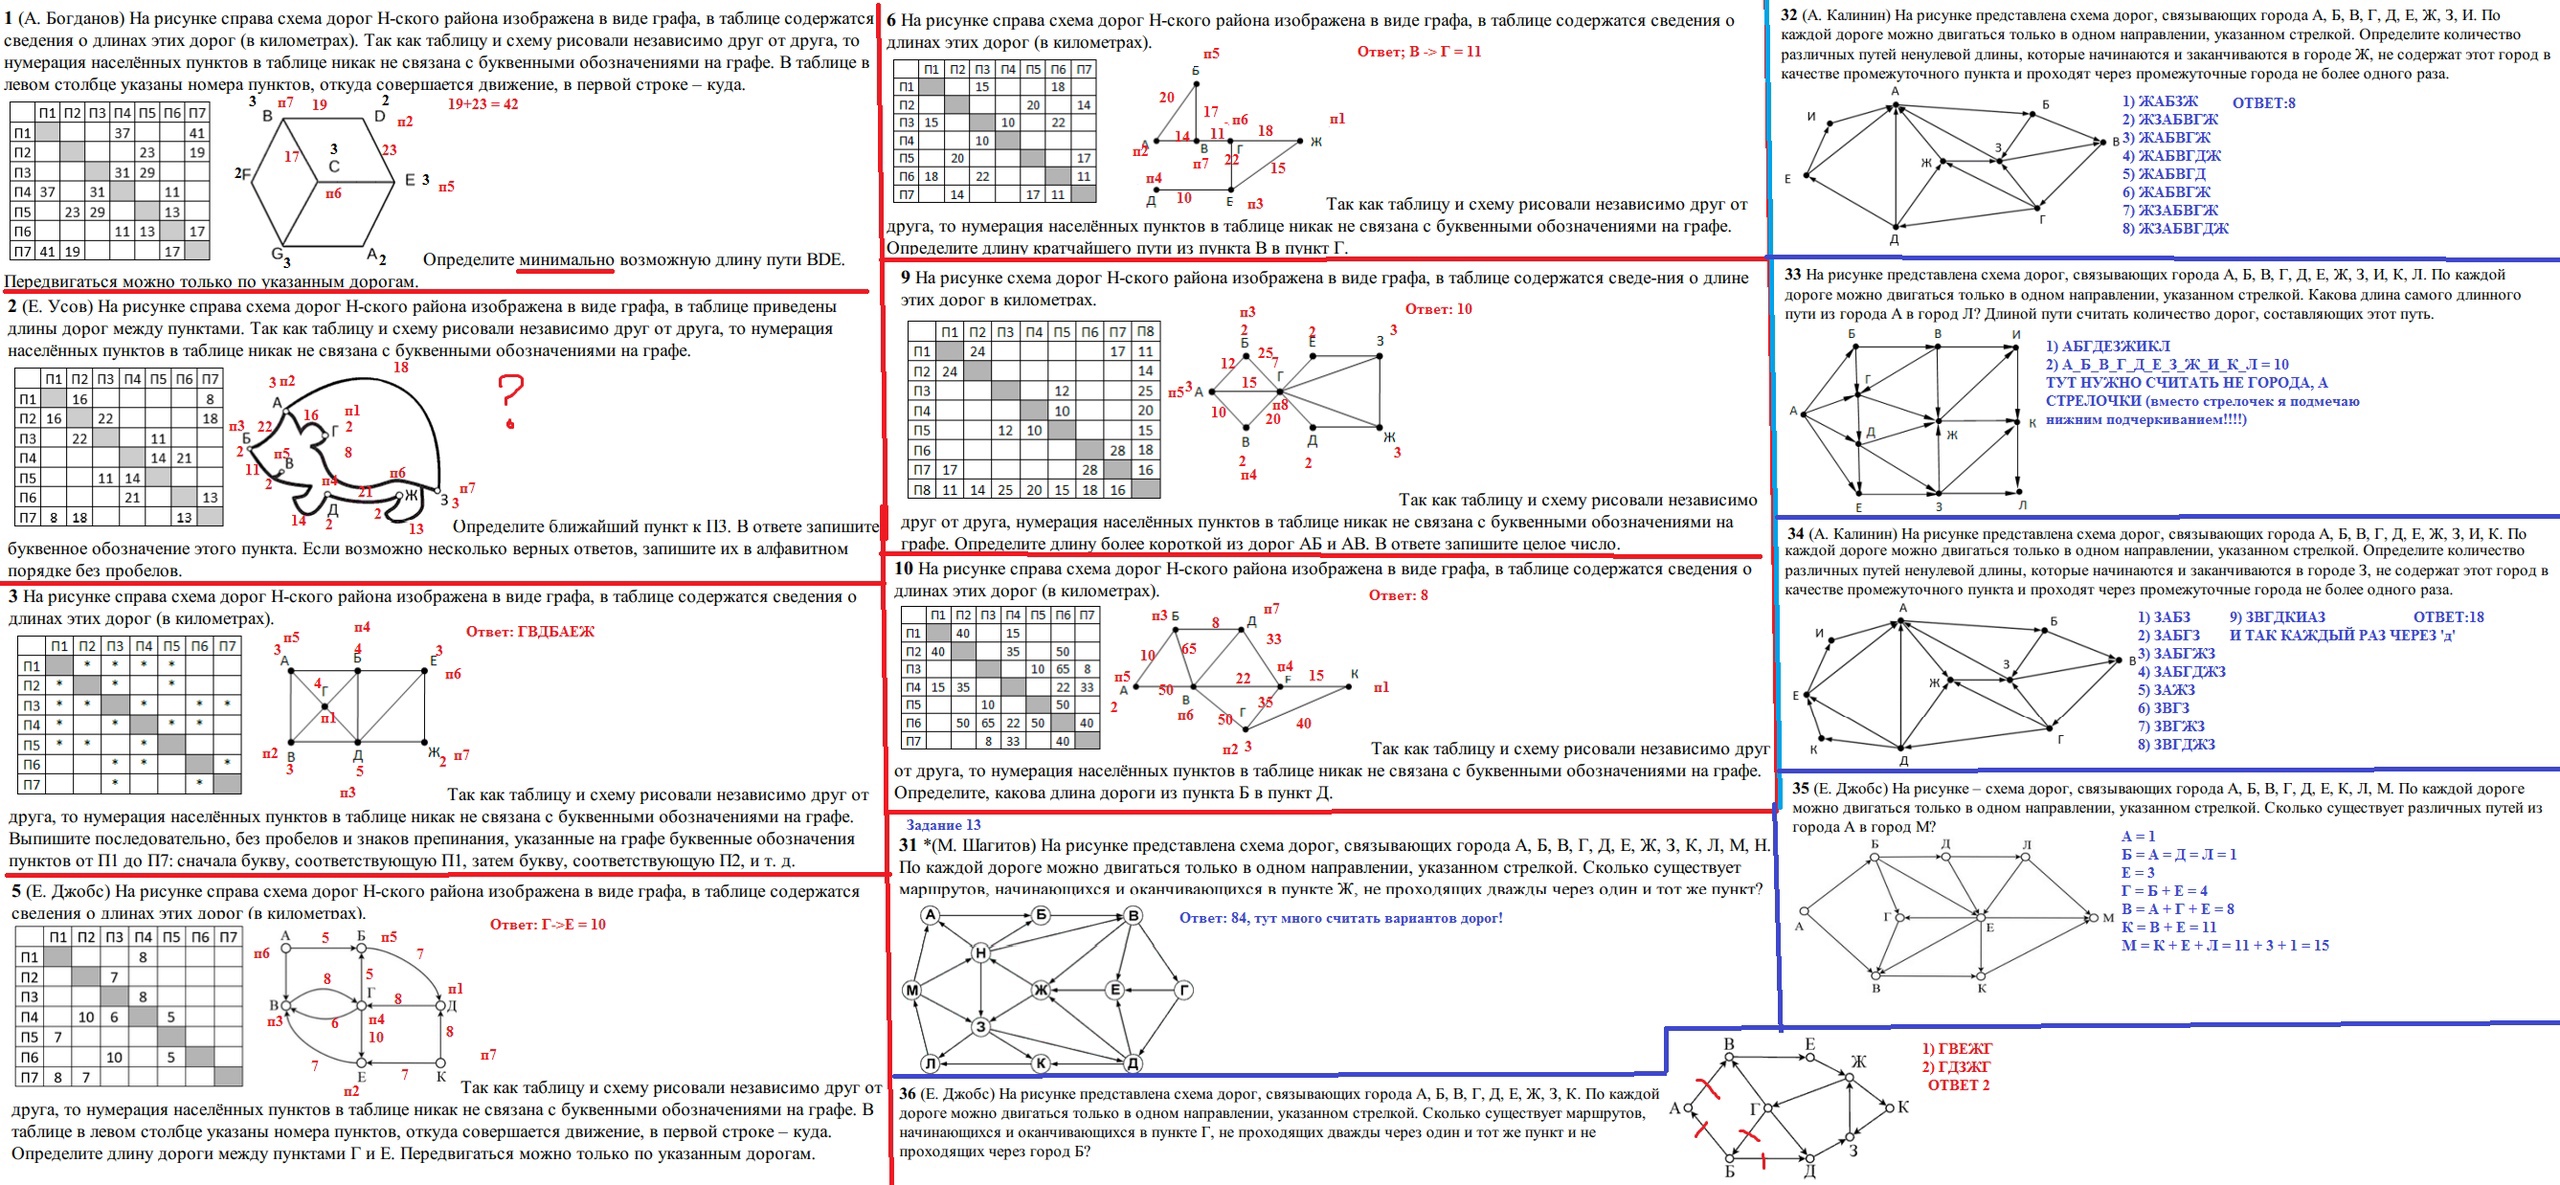 1 (А. Богданов) На рисунке справа схема дорог Н-ского района изображена в виде графа, в таблице содержатся
сведения о длинах этих дорог (в километрах). Так как таблицу и схему рисовали независимо друг от друга, то
нумерация населённых пунктов в таблице никак не связана с буквенными обозначениями на графе. В таблице в
левом столбце указаны номера пунктов, откуда совершается движение, в первой строке – куда.
П1 П2 П3 П4 П5 П6 П7
П1 37 41
П2 23 19
П3 31 29
П4 37 31 11
П5 23 29 13
П6 11 13 17
П7 41 19 17
3 п7 19 2
B D п2
17 3 23
C
2F п6 E 3 п5
G3 A2
19+23 = 42
Определите минимально возможную длину пути BDE.
Передвигаться можно только по указанным дорогам.
2 (Е. Усов) На рисунке справа схема дорог Н-ского района изображена в виде графа, в таблице приведены
длины дорог между пунктами. Так как таблицу и схему рисовали независимо друг от друга, то нумерация
населённых пунктов в таблице никак не связана с буквенными обозначениями на графе.
П1 П2 П3 П4 П5 П6 П7
П1 16 8
П2 16 22 18
П3 22 11
П4 14 21
П5 11 14
П6 21 13
П7 8 18 13
18
3 п2
А 16 п1
п3 22 Г 2
Б
2 п5 В 8
11 2 п4 п6 п7
21 Ж З 3
14 Д 2 2 13
?
Определите ближайший пункт к П3. В ответе запишите
буквенное обозначение этого пункта. Если возможно несколько верных ответов, запишите их в алфавитном
порядке без пробелов.
3 На рисунке справа схема дорог Н-ского района изображена в виде графа, в таблице содержатся сведения о
длинах этих дорог (в километрах).
П1 П2 П3 П4 П5 П6 П7
П1 * * * *
П2 * * *
П3 * * * * *
П4 * * * *
П5 * * *
П6 * * *
П7 * *
п5 п4
3 4 3
А Б Е п6
4 Г
п1
п2 В Д Ж п7
3 5 2
п3
Ответ: ГВДБАЕЖ
Так как таблицу и схему рисовали независимо друг от
друга, то нумерация населённых пунктов в таблице никак не связана с буквенными обозначениями на графе.
Выпишите последовательно, без пробелов и знаков препинания, указанные на графе буквенные обозначения
пунктов от П1 до П7: сначала букву, соответствующую П1, затем букву, соответствующую П2, и т. д.
5 (Е. Джобс) На рисунке справа схема дорог Н-ского района изображена в виде графа, в таблице содержатся
сведения о длинах этих дорог (в километрах).
П1 П2 П3 П4 П5 П6 П7
П1 8
П2 7
П3 8
П4 10 6 5
П5 7
П6 10 5
П7 8 7
А 5 Б п5
п6 7
8 5 п1
В Г 8 Д
п3 6 п4
10 8
7 7 п7
Е К
п2
Ответ: Г->Е = 10
Так как таблицу и схему рисовали независимо друг от
друга, то нумерация населённых пунктов в таблице никак не связана с буквенными обозначениями на графе. В
таблице в левом столбце указаны номера пунктов, откуда совершается движение, в первой строке – куда.
Определите длину дороги между пунктами Г и Е. Передвигаться можно только по указанным дорогам.
6 На рисунке справа схема дорог Н-ского района изображена в виде графа, в таблице содержатся сведения о
длинах этих дорог (в километрах).
П1 П2 П3 П4 П5 П6 П7
П1 15 18
П2 20 14
П3 15 10 22
П4 10
П5 20 17
П6 18 22 11
П7 14 17 11
п5
Б
20
17 п6 п1
14 11 18
А В Г Ж
п2 п7 22
п4 15
Д 10 Е п3
Ответ; В -> Г = 11
Так как таблицу и схему рисовали независимо друг от
друга, то нумерация населённых пунктов в таблице никак не связана с буквенными обозначениями на графе.
Определите длину кратчайшего пути из пункта В в пункт Г.
9 На рисунке схема дорог Н-ского района изображена в виде графа, в таблице содержатся сведе-ния о длине
этих дорог в километрах.
П1 П2 П3 П4 П5 П6 П7 П8
П1 24 17 11
П2 24 14
П3 12 25
П4 10 20
П5 12 10 15
П6 28 18
П7 17 28 16
П8 11 14 25 20 15 18 16
п3
2 2 3
Б Е З
12 25 7
15 Г
п5 3 А п8
10 20
В Д Ж
2 2 3
п4
Ответ: 10
Так как таблицу и схему рисовали независимо
друг от друга, нумерация населённых пунктов в таблице никак не связана с буквенными обозначениями на
графе. Определите длину более короткой из дорог АБ и АВ. В ответе запишите целое число.
10 На рисунке справа схема дорог Н-ского района изображена в виде графа, в таблице содержатся сведения о
длинах этих дорог (в километрах).
П1 П2 П3 П4 П5 П6 П7
П1 40 15
П2 40 35 50
П3 10 65 8
П4 15 35 22 33
П5 10 50
П6 50 65 22 50 40
П7 8 33 40
п3 Б 8 Д п7
10 65 33
п5 22 п4 15 К
А 50 В Е п1
2 п6 50 Г 35 40
п2 3
Ответ: 8
Так как таблицу и схему рисовали независимо друг
от друга, то нумерация населённых пунктов в таблице никак не связана с буквенными обозначениями на графе.
Определите, какова длина дороги из пункта Б в пункт Д.
Задание 13
31 *(М. Шагитов) На рисунке представлена схема дорог, связывающих города А, Б, В, Г, Д, Е, Ж, З, К, Л, М, Н.
По каждой дороге можно двигаться только в одном направлении, указанном стрелкой. Сколько существует
маршрутов, начинающихся и оканчивающихся в пункте Ж, не проходящих дважды через один и тот же пункт?
А Б В
Н
М Ж Е Г
З
Л К Д
Ответ: 84, тут много считать вариантов дорог!
36 (Е. Джобс) На рисунке представлена схема дорог, связывающих города А, Б, В, Г, Д, Е, Ж, З, К. По каждой
дороге можно двигаться только в одном направлении, указанном стрелкой. Сколько существует маршрутов,
начинающихся и оканчивающихся в пункте Г, не проходящих дважды через один и тот же пункт и не
проходящих через город Б?
В Е
Ж
А Г К
З
Б Д
1) ГВЕЖГ
2) ГДЗЖГ
ОТВЕТ 2
32 (А. Калинин) На рисунке представлена схема дорог, связывающих города А, Б, В, Г, Д, Е, Ж, З, И. По
каждой дороге можно двигаться только в одном направлении, указанном стрелкой. Определите количество
различных путей ненулевой длины, которые начинаются и заканчиваются в городе Ж, не содержат этот город в
качестве промежуточного пункта и проходят через промежуточные города не более одного раза.
А
И Б
В
Ж З
Е
Г
Д
1) ЖАБЗЖ ОТВЕТ:8
2) ЖЗАБВГЖ
3) ЖАБВГЖ
4) ЖАБВГДЖ
5) ЖАБВГД
6) ЖАБВГЖ
7) ЖЗАБВГЖ
8) ЖЗАБВГДЖ
33 На рисунке представлена схема дорог, связывающих города А, Б, В, Г, Д, Е, Ж, З, И, К, Л. По каждой
дороге можно двигаться только в одном направлении, указанном стрелкой. Какова длина самого длинного
пути из города А в город Л? Длиной пути считать количество дорог, составляющих этот путь.
Б В И
Г
А К
Д Ж
Е З Л
1) АБГДЕЗЖИКЛ
2) А_Б_В_Г_Д_Е_З_Ж_И_К_Л = 10
ТУТ НУЖНО СЧИТАТЬ НЕ ГОРОДА, А
СТРЕЛОЧКИ (вместо стрелочек я подмечаю
нижним подчеркиванием!!!!)
34 (А. Калинин) На рисунке представлена схема дорог, связывающих города А, Б, В, Г, Д, Е, Ж, З, И, К. По
каждой дороге можно двигаться только в одном направлении, указанном стрелкой. Определите количество
различных путей ненулевой длины, которые начинаются и заканчиваются в городе З, не содержат этот город в
качестве промежуточного пункта и проходят через промежуточные города не более одного раза.
А
И Б
З В
Ж
Е
Г
К
Д
1) ЗАБЗ 9) ЗВГДКИАЗ ОТВЕТ:18
2) ЗАБГЗ И ТАК КАЖДЫЙ РАЗ ЧЕРЕЗ 'д'
3) ЗАБГЖЗ
4) ЗАБГДЖЗ
5) ЗАЖЗ
6) ЗВГЗ
7) ЗВГЖЗ
8) ЗВГДЖЗ
35 (Е. Джобс) На рисунке – схема дорог, связывающих города А, Б, В, Г, Д, Е, К, Л, М. По каждой дороге
можно двигаться только в одном направлении, указанном стрелкой. Сколько существует различных путей из
города А в город М?
Б Д Л
А Г Е М
В К
А = 1
Б = А = Д = Л = 1
Е = 3
Г = Б + Е = 4
В = А + Г + Е = 8
К = В + Е = 11
М = К + Е + Л = 11 + 3 + 1 = 15